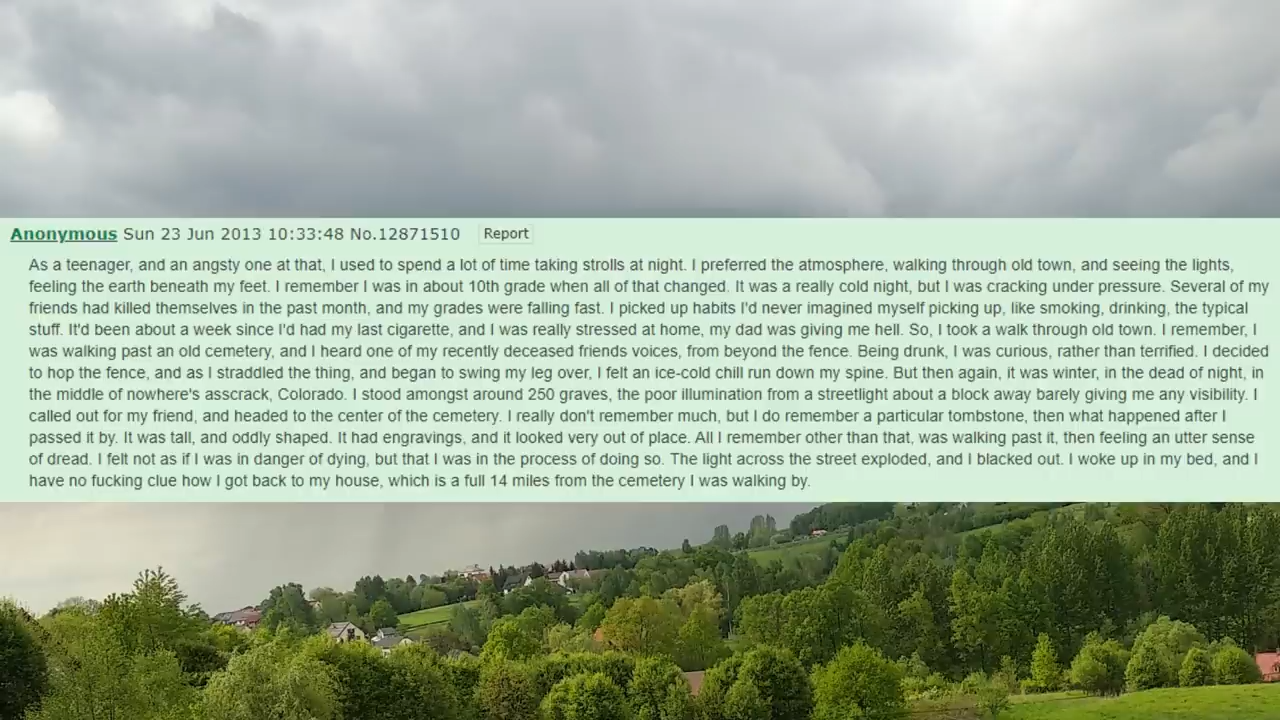 Anonymous Sun 23 Jun 2013 10:33:48 No.12871510 Report
As a teenager, and an angsty one at that, I used to spend a lot of time taking strolls at night. I preferred the atmosphere, walking through old town, and seeing the lights,
feeling the earth beneath my feet. I remember I was in about 10th grade when all of that changed. It was a really cold night, but I was cracking under pressure. Several of my
friends had killed themselves in the past month, and my grades were falling fast. I picked up habits I'd never imagined myself picking up, like smoking, drinking, the typical
stuff. It'd been about a week since I'd had my last cigarette, and I was really stressed at home, my dad was giving me hell. So, I took a walk through old town. I remember, I
was walking past an old cemetery, and I heard one of my recently deceased friends voices, from beyond the fence. Being drunk, I was curious, rather than terrified. I decided
to hop the fence, and as I straddled the thing, and began to swing my leg over, I felt an ice-cold chill run down my spine. But then again, it was winter, in the dead of night, in
the middle of nowhere's asscrack, Colorado. I stood amongst around 250 graves, the poor illumination from a streetlight about a block away barely giving me any visibility. I
called out for my friend, and headed to the center of the cemetery. I really don't remember much, but I do remember a particular tombstone, then what happened after I
passed it by. It was tall, and oddly shaped. It had engravings, and it looked very out of place. All I remember other than that, was walking past it, then feeling an utter sense
of dread. I felt not as if I was in danger of dying, but that I was in the process of doing so. The light across the street exploded, and I blacked out. I woke up in my bed, and I
have no fucking clue how I got back to my house, which is a full 14 miles from the cemetery I was walking by.